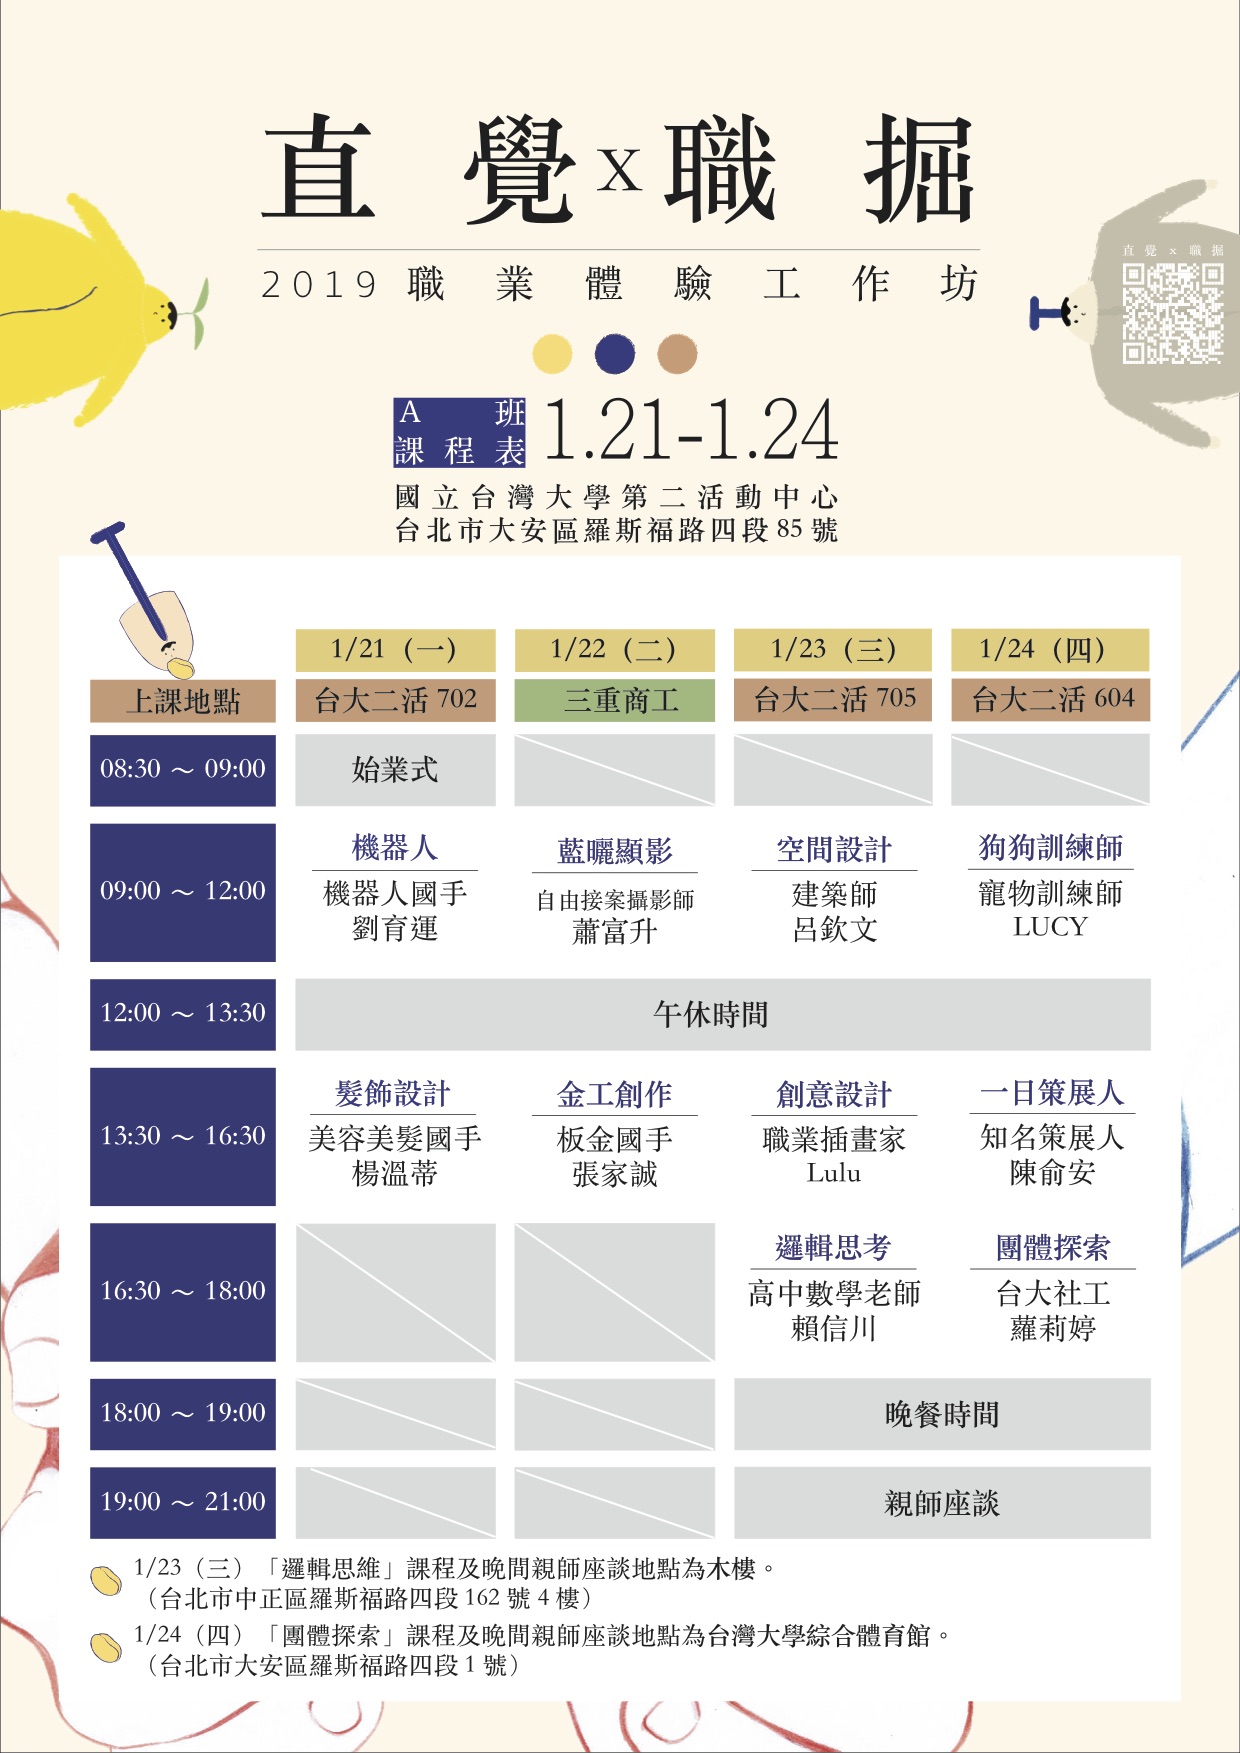 直覺x職掘
2019 職業體驗工作坊
直覺x職掘
A班
課程表
1.21-1.24
國立台灣大學第二活動中心
台北市大安區羅斯福路四段 85 號
1/21（一） 1/22（二） 1/23（三） 1/24（四）
上課地點 台大二活 702 三重商工 台大二活 705 台大二活 604
08:30 ～ 09:00 始業式
09:00 ～ 12:00
機器人
機器人國手
劉育運
藍曬顯影
自由接案攝影師
蕭富升
空間設計
建築師
呂欽文
狗狗訓練師
寵物訓練師
LUCY
12:00 ～ 13:30 午休時間
13:30 ～ 16:30
髮飾設計
美容美髮國手
楊溫蒂
金工創作
板金國手
張家誠
創意設計
職業插畫家
Lulu
一日策展人
知名策展人
陳俞安
16:30 ～ 18:00
邏輯思考
高中數學老師
賴信川
團體探索
台大社工
蘿莉婷
18:00 ～ 19:00 晚餐時間
19:00 ～ 21:00 親師座談
1/23（三）「邏輯思維」課程及晚間親師座談地點為木樓。
（台北市中正區羅斯福路四段 162 號 4 樓）
1/24（四）「團體探索」課程及晚間親師座談地點為台灣大學綜合體育館。
（台北市大安區羅斯福路四段 1 號）